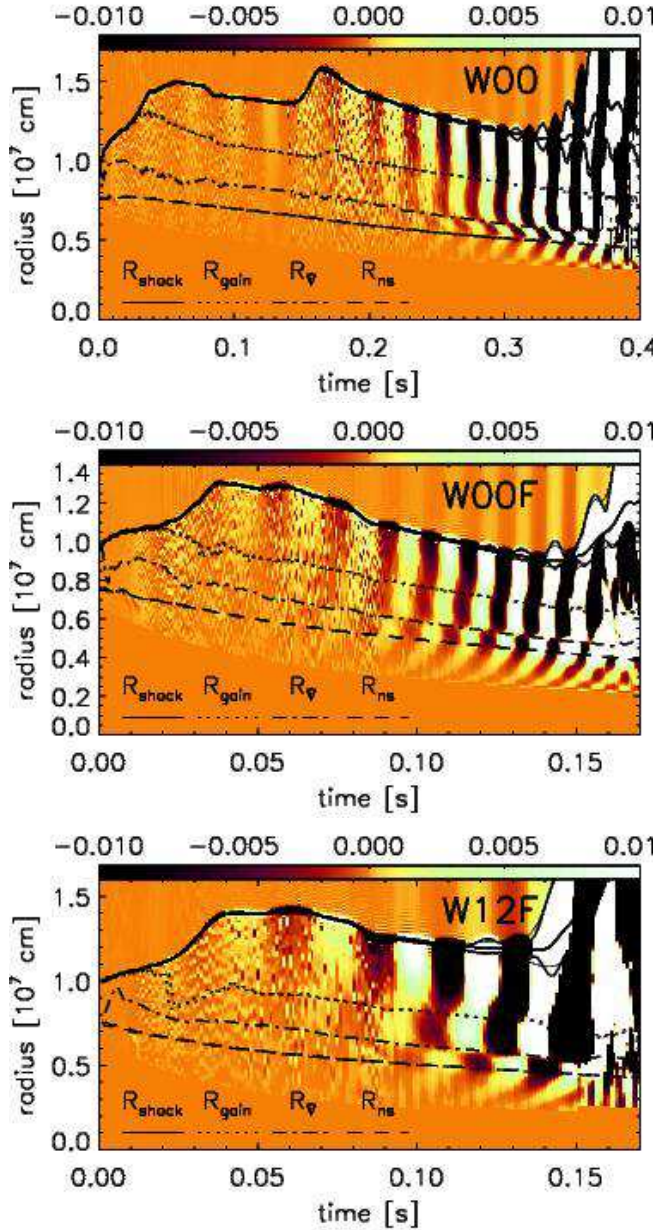 −0.010 −0.005 0.000 0.005 0.01
W00
1.5
1.0
0.5
0.0
radius [10⁷ cm]
R_shock R_gain R_∇ R_ns
0.0 0.1 0.2 0.3 0.4
time [s]
−0.010 −0.005 0.000 0.005 0.01
W00F
1.4
1.2
1.0
0.8
0.6
0.4
0.2
0.0
radius [10⁷ cm]
R_shock R_gain R_∇ R_ns
0.00 0.05 0.10 0.15
time [s]
−0.010 −0.005 0.000 0.005 0.01
W12F
1.5
1.0
0.5
0.0
radius [10⁷ cm]
R_shock R_gain R_∇ R_ns
0.00 0.05 0.10 0.15
time [s]